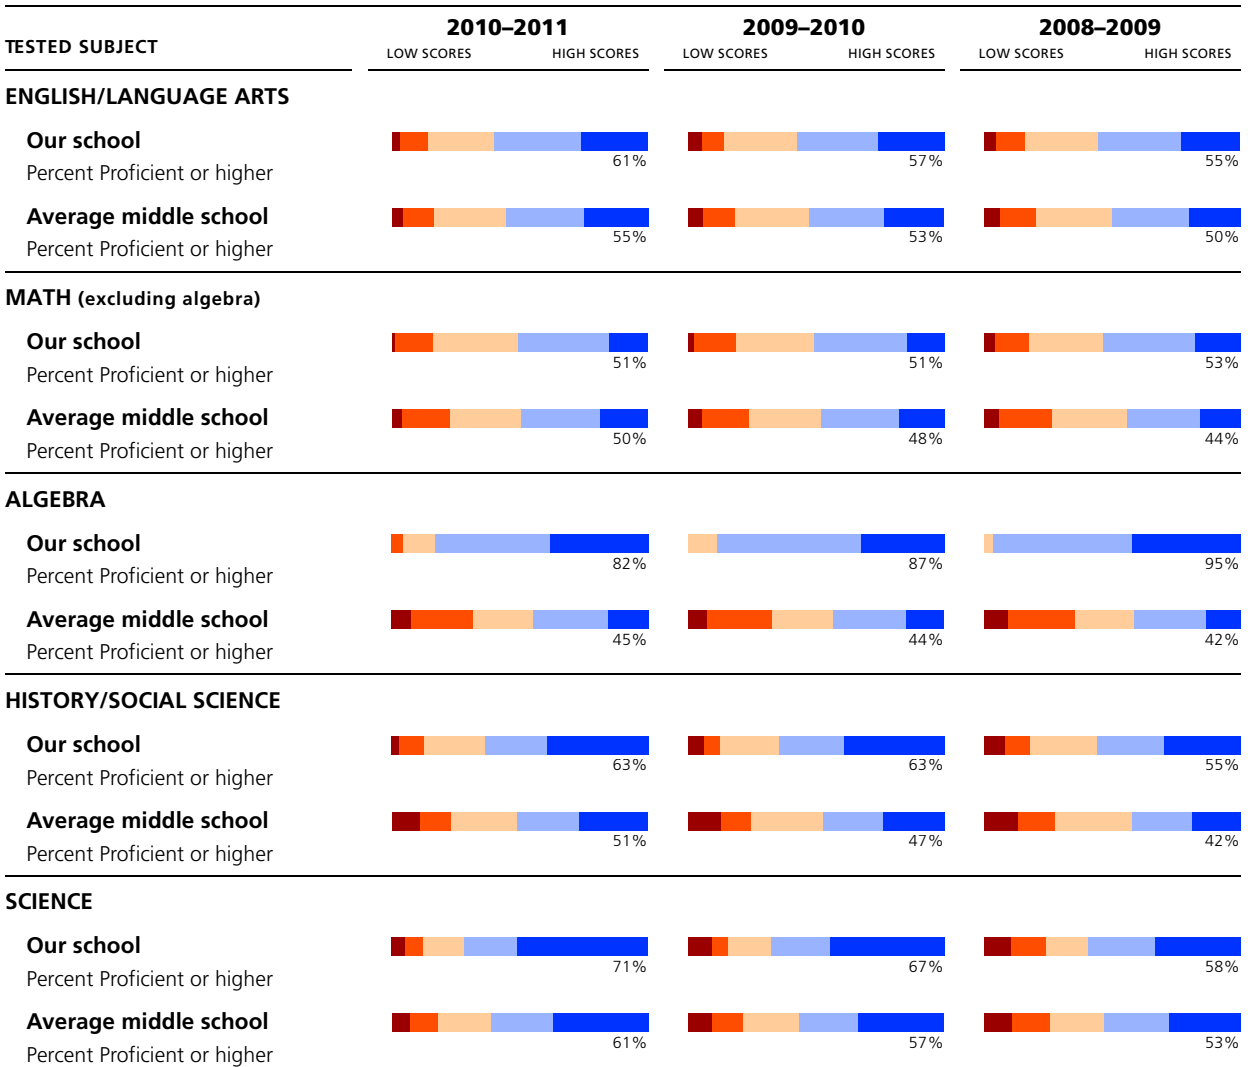 2010–2011 2009–2010 2008–2009
TESTED SUBJECT LOW SCORES HIGH SCORES LOW SCORES HIGH SCORES LOW SCORES HIGH SCORES
ENGLISH/LANGUAGE ARTS
Our school
61% 57% 55%
Percent Proficient or higher
Average middle school
55% 53% 50%
Percent Proficient or higher
MATH (excluding algebra)
Our school
51% 51% 53%
Percent Proficient or higher
Average middle school
50% 48% 44%
Percent Proficient or higher
ALGEBRA
Our school
82% 87% 95%
Percent Proficient or higher
Average middle school
45% 44% 42%
Percent Proficient or higher
HISTORY/SOCIAL SCIENCE
Our school
63% 63% 55%
Percent Proficient or higher
Average middle school
51% 47% 42%
Percent Proficient or higher
SCIENCE
Our school
71% 67% 58%
Percent Proficient or higher
Average middle school
61% 57% 53%
Percent Proficient or higher